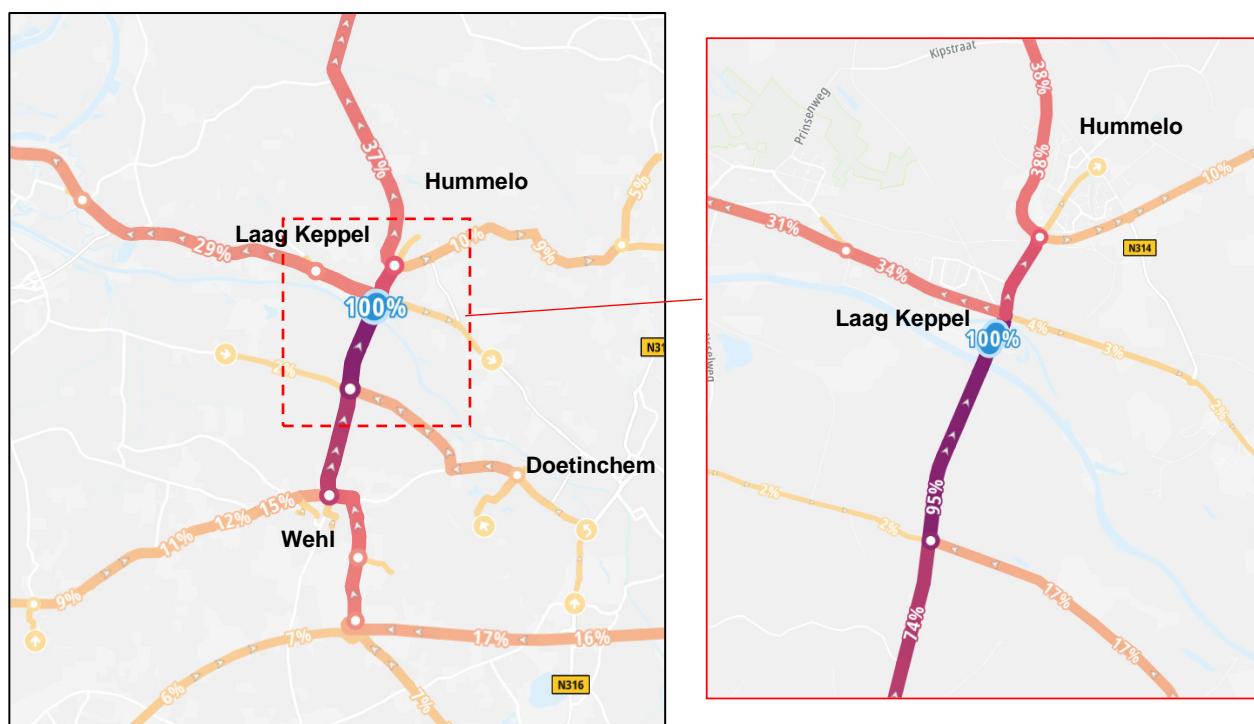 37%
Hummelo
5%
Laag Keppel
29%
10%
9%
100%
N31
2%
Doetinchem
15%
12%
11%
Wehl
9%
7%
17%
16%
6%
7%
N316
Kipstraat
38%
Prinsenweg
Hummelo
38%
10%
31%
N314
34%
Laag Keppel
4%
100%
3%
2%
95%
2%
2%
17%
74%
17%